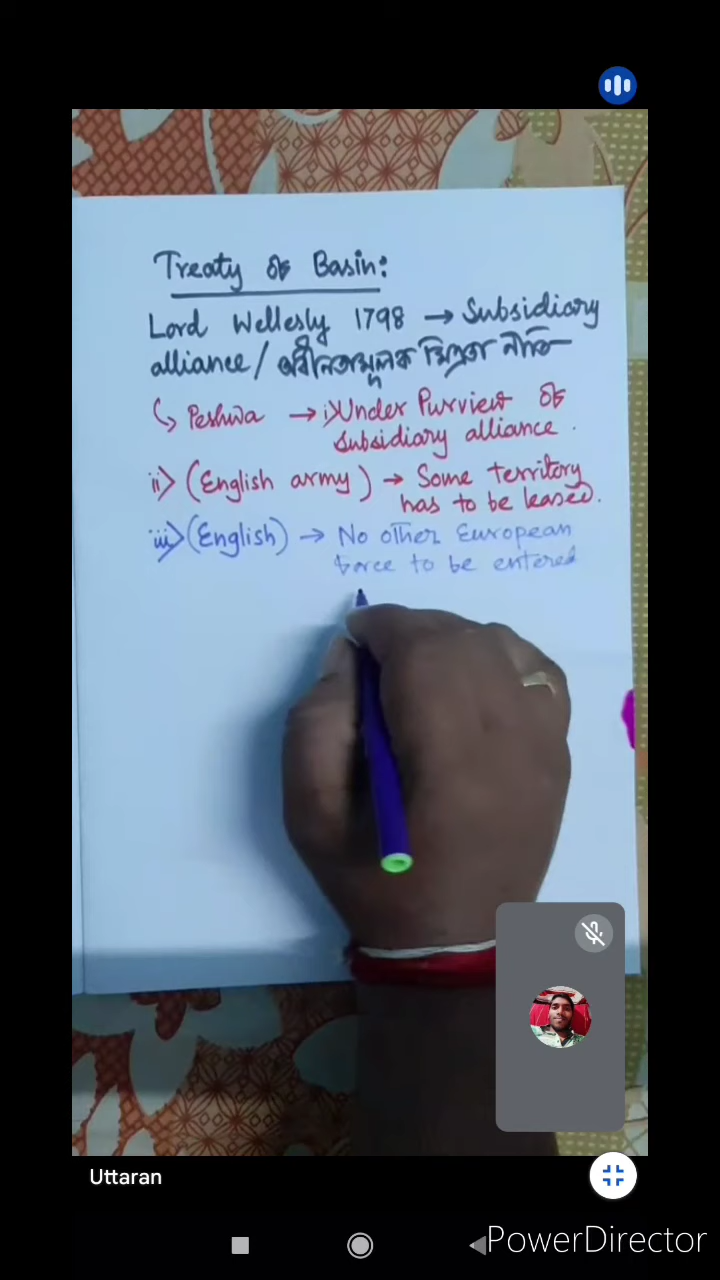 Treaty of Basin:
Lord Wellesly 1798 → Subsidiary
alliance/ অধীনতামূলক মিত্রতা নীতি
↳ Peshwa → i) Under Purview of
subsidiary alliance.
ii) (English army) → Some territory
has to be leased.
iii) (English) → No other European
force to be entered
Uttaran
PowerDirector